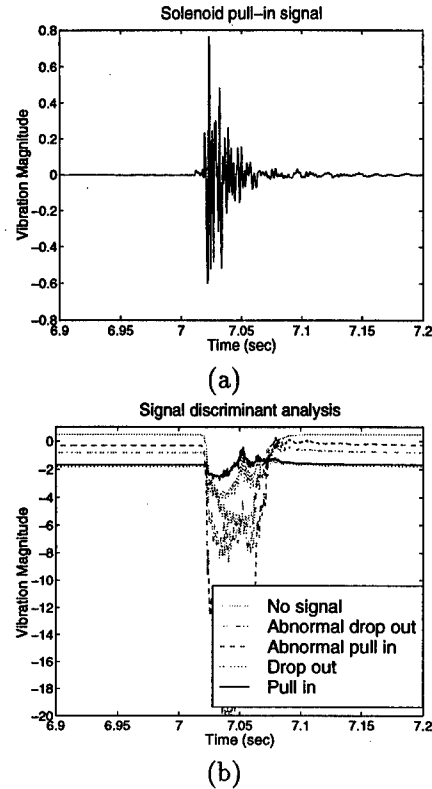 Solenoid pull-in signal
0.8
0.6
0.4
0.2
0
-0.2
-0.4
-0.6
-0.8
Vibration Magnitude
6.9 6.95 7 7.05 7.1 7.15 7.2
Time (sec)
(a)
Signal discriminant analysis
0
-2
-4
-6
-8
-10
-12
-14
-16
-18
-20
Vibration Magnitude
No signal
Abnormal drop out
Abnormal pull in
Drop out
Pull in
6.9 6.95 7 7.05 7.1 7.15 7.2
Time (sec)
(b)